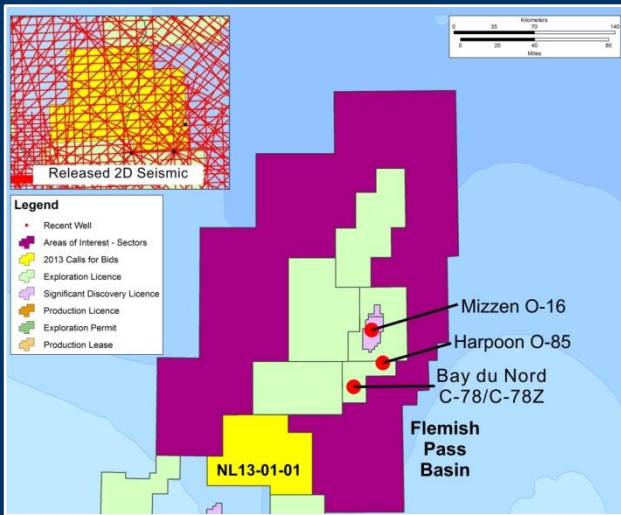 Released 2D Seismic
Kilometers
0 35 70 140
0 20 40 80
Miles
Legend
Recent Well
Areas of Interest - Sectors
2013 Calls for Bids
Exploration Licence
Significant Discovery Licence
Production Licence
Exploration Permit
Production Lease
Mizzen O-16
Harpoon O-85
Bay du Nord
C-78/C-78Z
Flemish
Pass
Basin
NL13-01-01